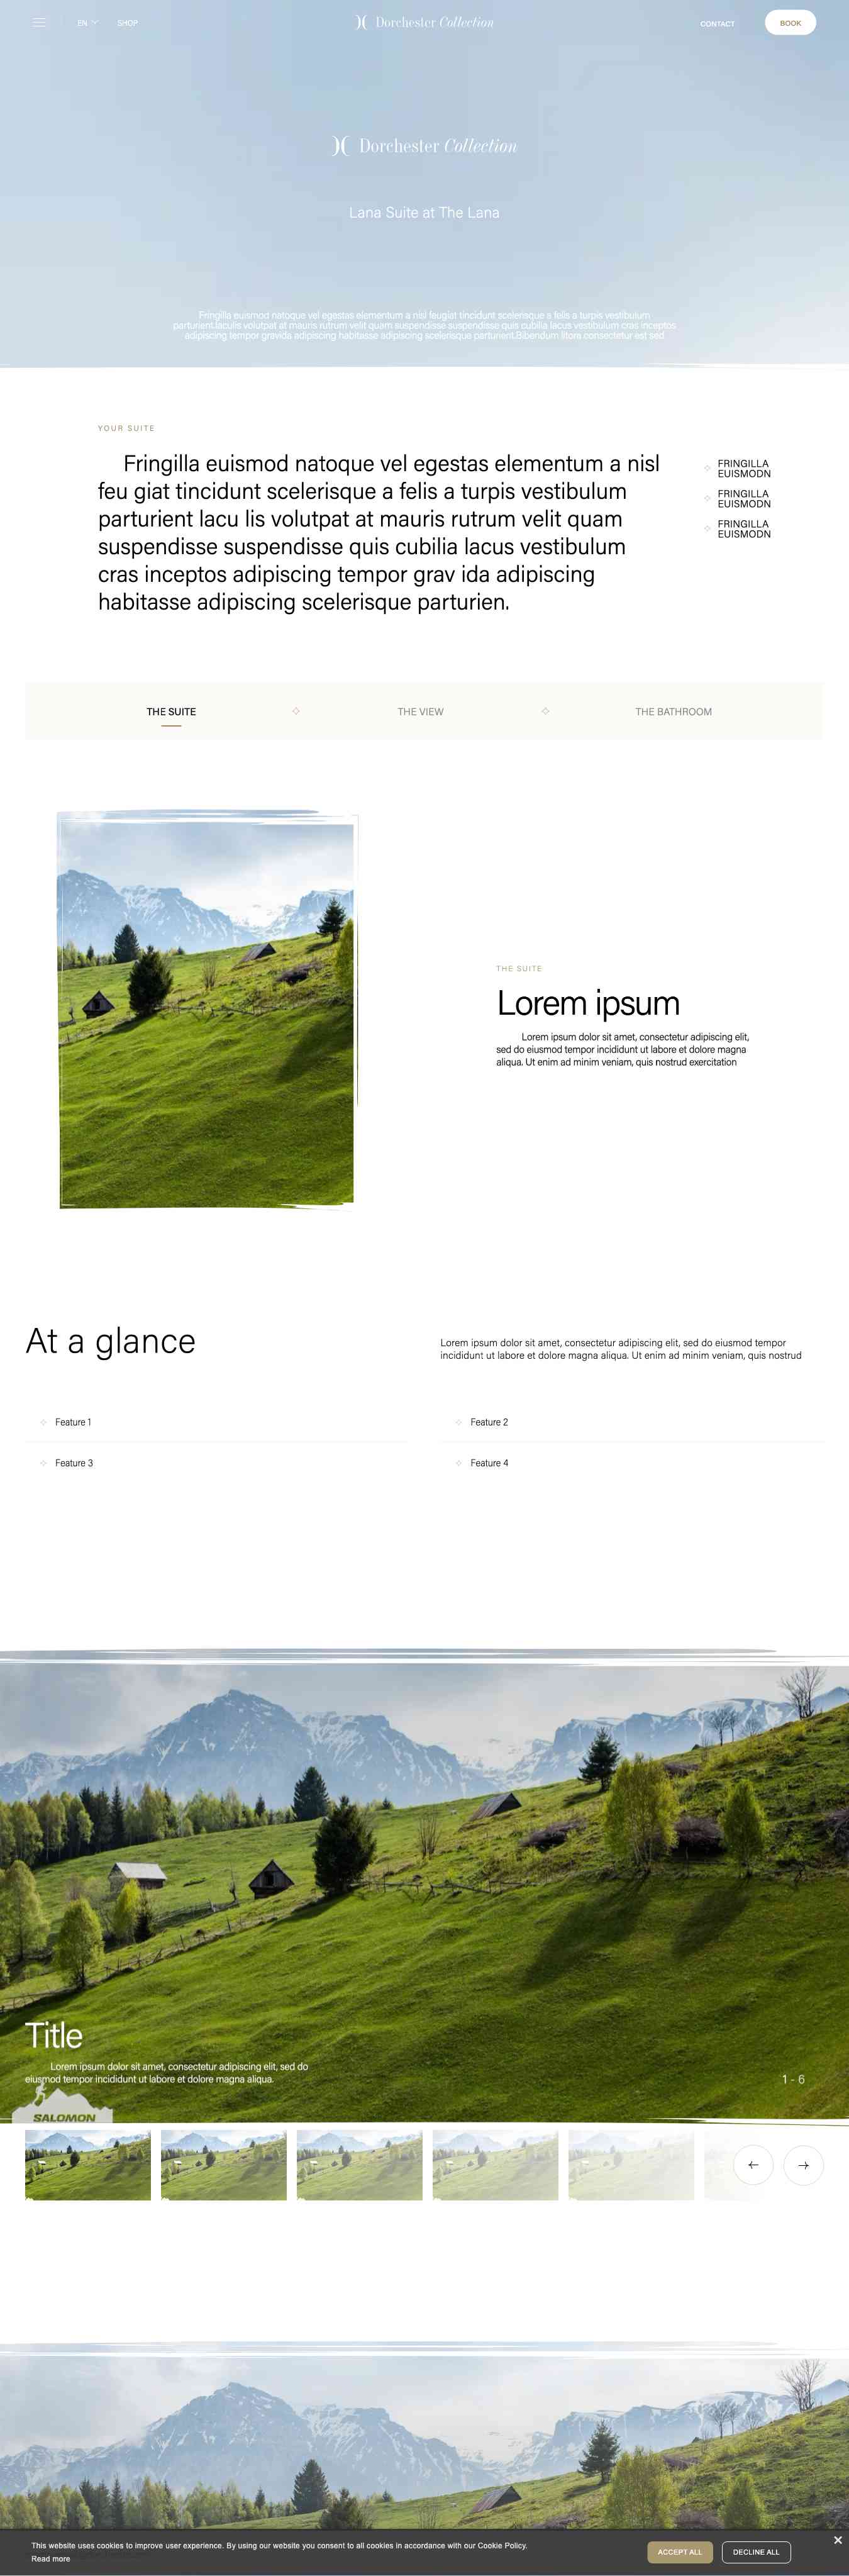 EN SHOP Dorchester Collection CONTACT BOOK
Dorchester Collection
Lana Suite at The Lana
Fringilla euismod natoque vel egestas elementum a nisl feugiat tincidunt scelerisque a felis a turpis vestibulum
parturient.Iaculis volutpat at mauris rutrum velit quam suspendisse suspendisse quis cubilia lacus vestibulum cras inceptos
adipiscing tempor gravida adipiscing habitasse adipiscing scelerisque parturient.Bibendum litora consectetur est sed
YOUR SUITE
Fringilla euismod natoque vel egestas elementum a nisl
feu giat tincidunt scelerisque a felis a turpis vestibulum
parturient lacu lis volutpat at mauris rutrum velit quam
suspendisse suspendisse quis cubilia lacus vestibulum
cras inceptos adipiscing tempor grav ida adipiscing
habitasse adipiscing scelerisque parturien.
FRINGILLA
EUISMODN
FRINGILLA
EUISMODN
FRINGILLA
EUISMODN
THE SUITE THE VIEW THE BATHROOM
THE SUITE
Lorem ipsum
Lorem ipsum dolor sit amet, consectetur adipiscing elit,
sed do eiusmod tempor incididunt ut labore et dolore magna
aliqua. Ut enim ad minim veniam, quis nostrud exercitation
At a glance
Lorem ipsum dolor sit amet, consectetur adipiscing elit, sed do eiusmod tempor
incididunt ut labore et dolore magna aliqua. Ut enim ad minim veniam, quis nostrud
Feature 1
Feature 2
Feature 3
Feature 4
Title
Lorem ipsum dolor sit amet, consectetur adipiscing elit, sed do
eiusmod tempor incididunt ut labore et dolore magna aliqua.
1 - 6
SALOMON
This website uses cookies to improve user experience. By using our website you consent to all cookies in accordance with our Cookie Policy.
Read more
ACCEPT ALL DECLINE ALL